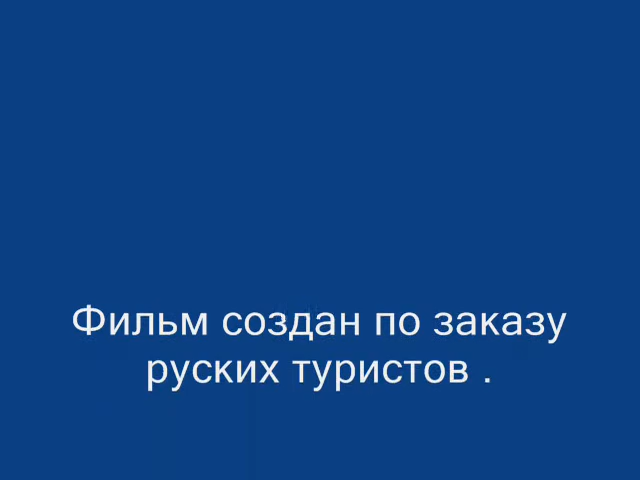 Фильм создан по заказу
руских туристов .